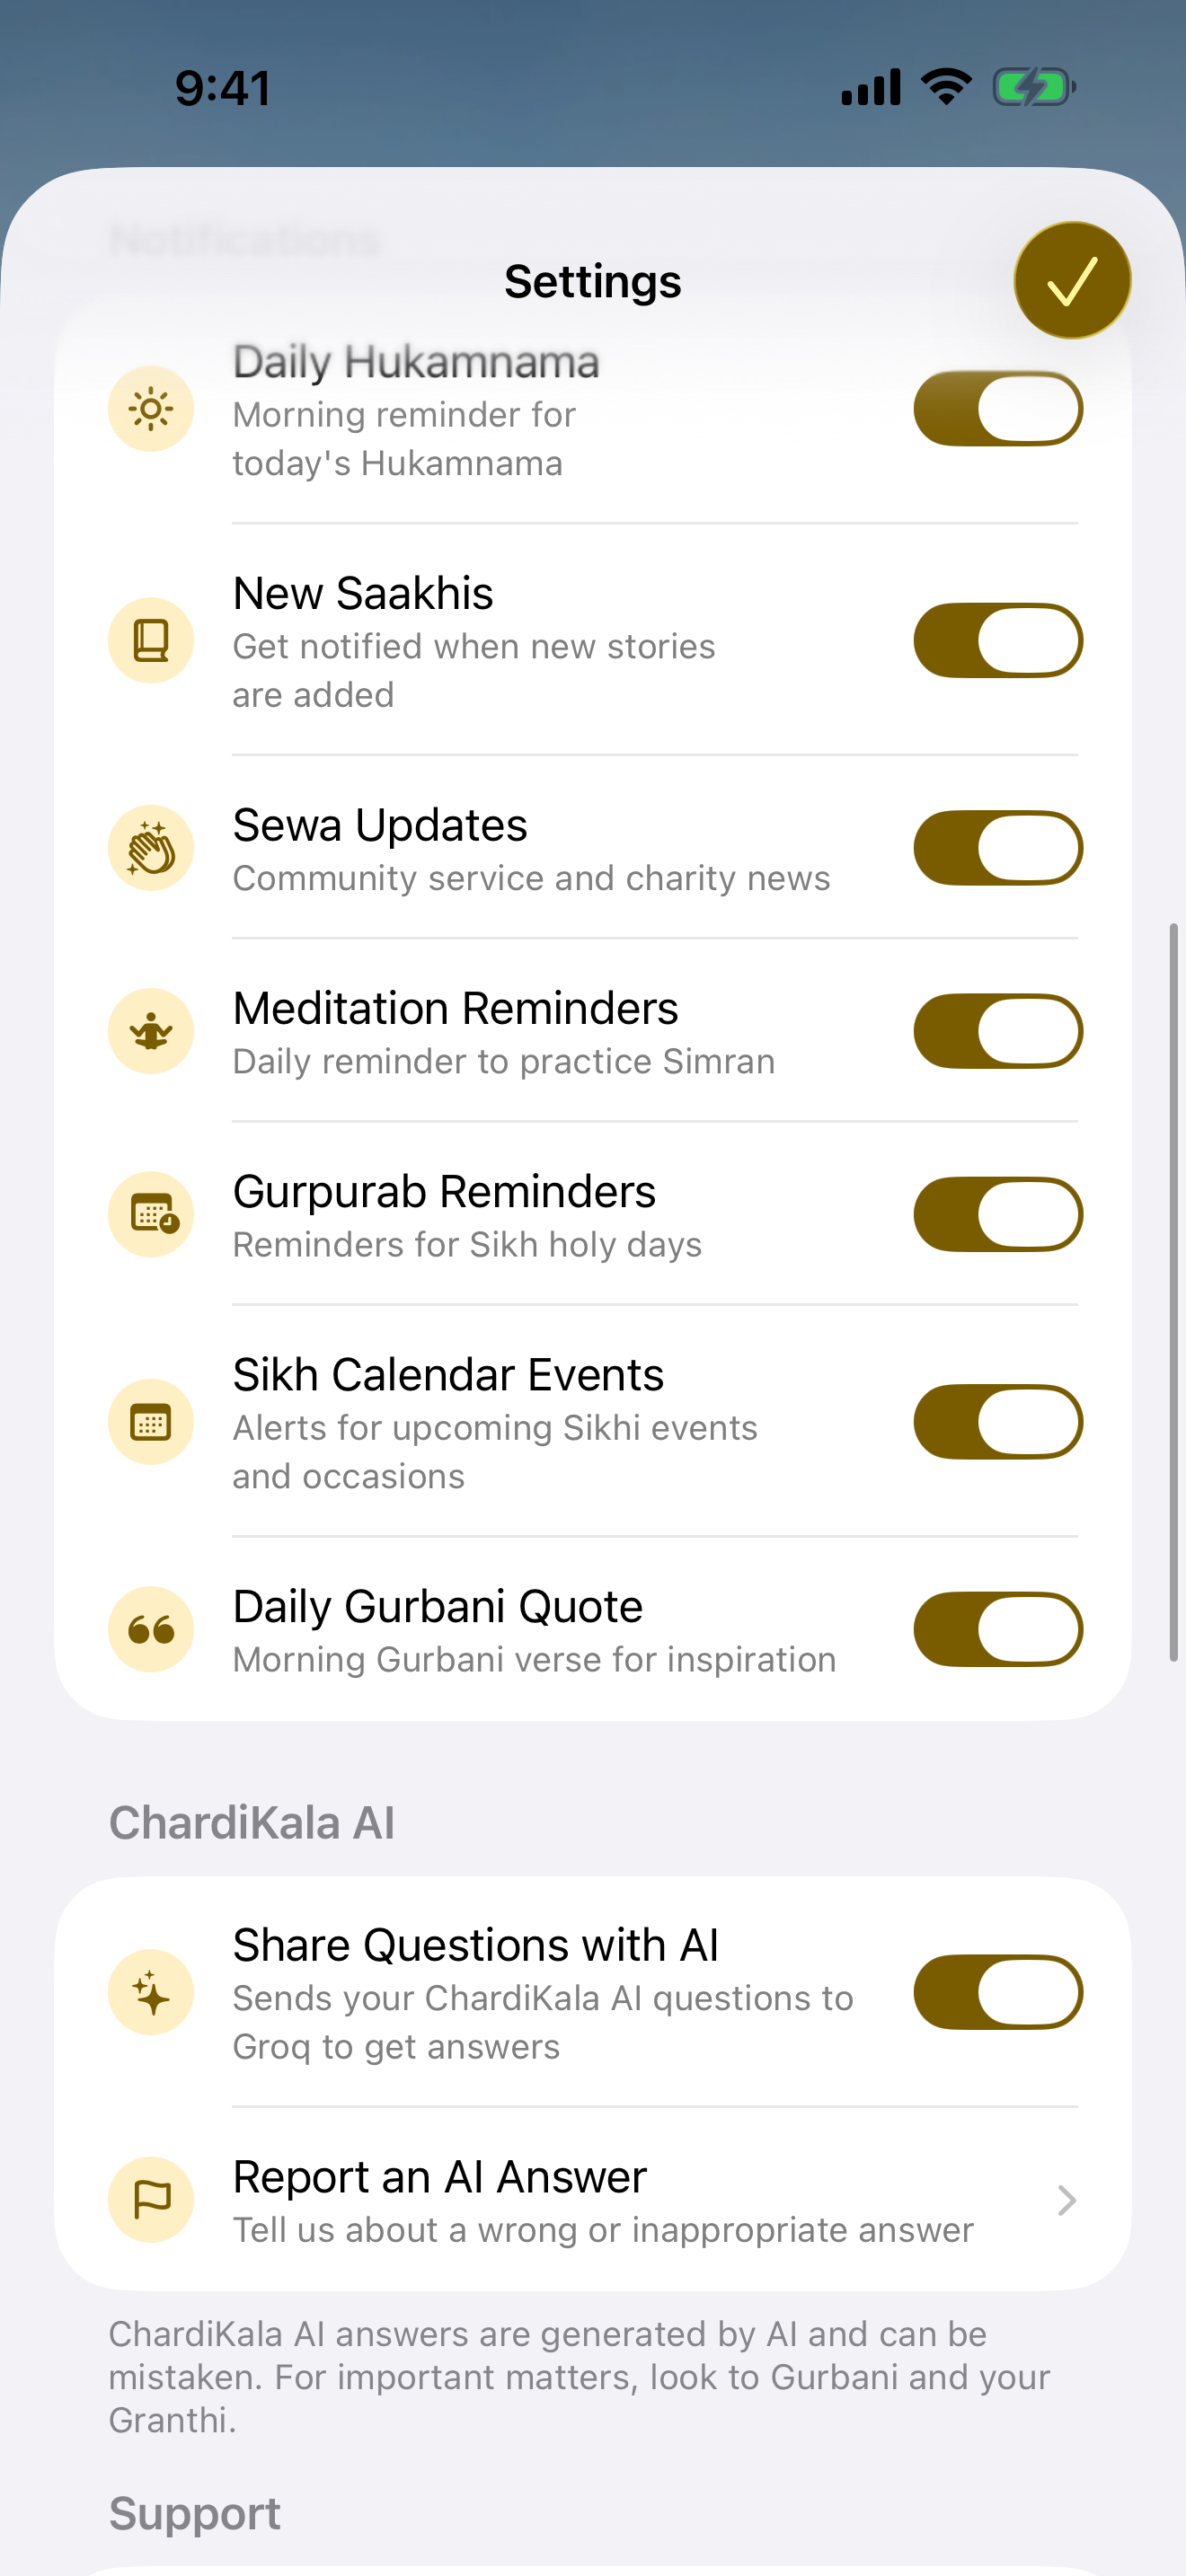 9:41
Notifications
Settings
Daily Hukamnama
Morning reminder for
today's Hukamnama
New Saakhis
Get notified when new stories
are added
Sewa Updates
Community service and charity news
Meditation Reminders
Daily reminder to practice Simran
Gurpurab Reminders
Reminders for Sikh holy days
Sikh Calendar Events
Alerts for upcoming Sikhi events
and occasions
Daily Gurbani Quote
Morning Gurbani verse for inspiration
ChardiKala AI
Share Questions with AI
Sends your ChardiKala AI questions to
Groq to get answers
Report an AI Answer
Tell us about a wrong or inappropriate answer
ChardiKala AI answers are generated by AI and can be
mistaken. For important matters, look to Gurbani and your
Granthi.
Support